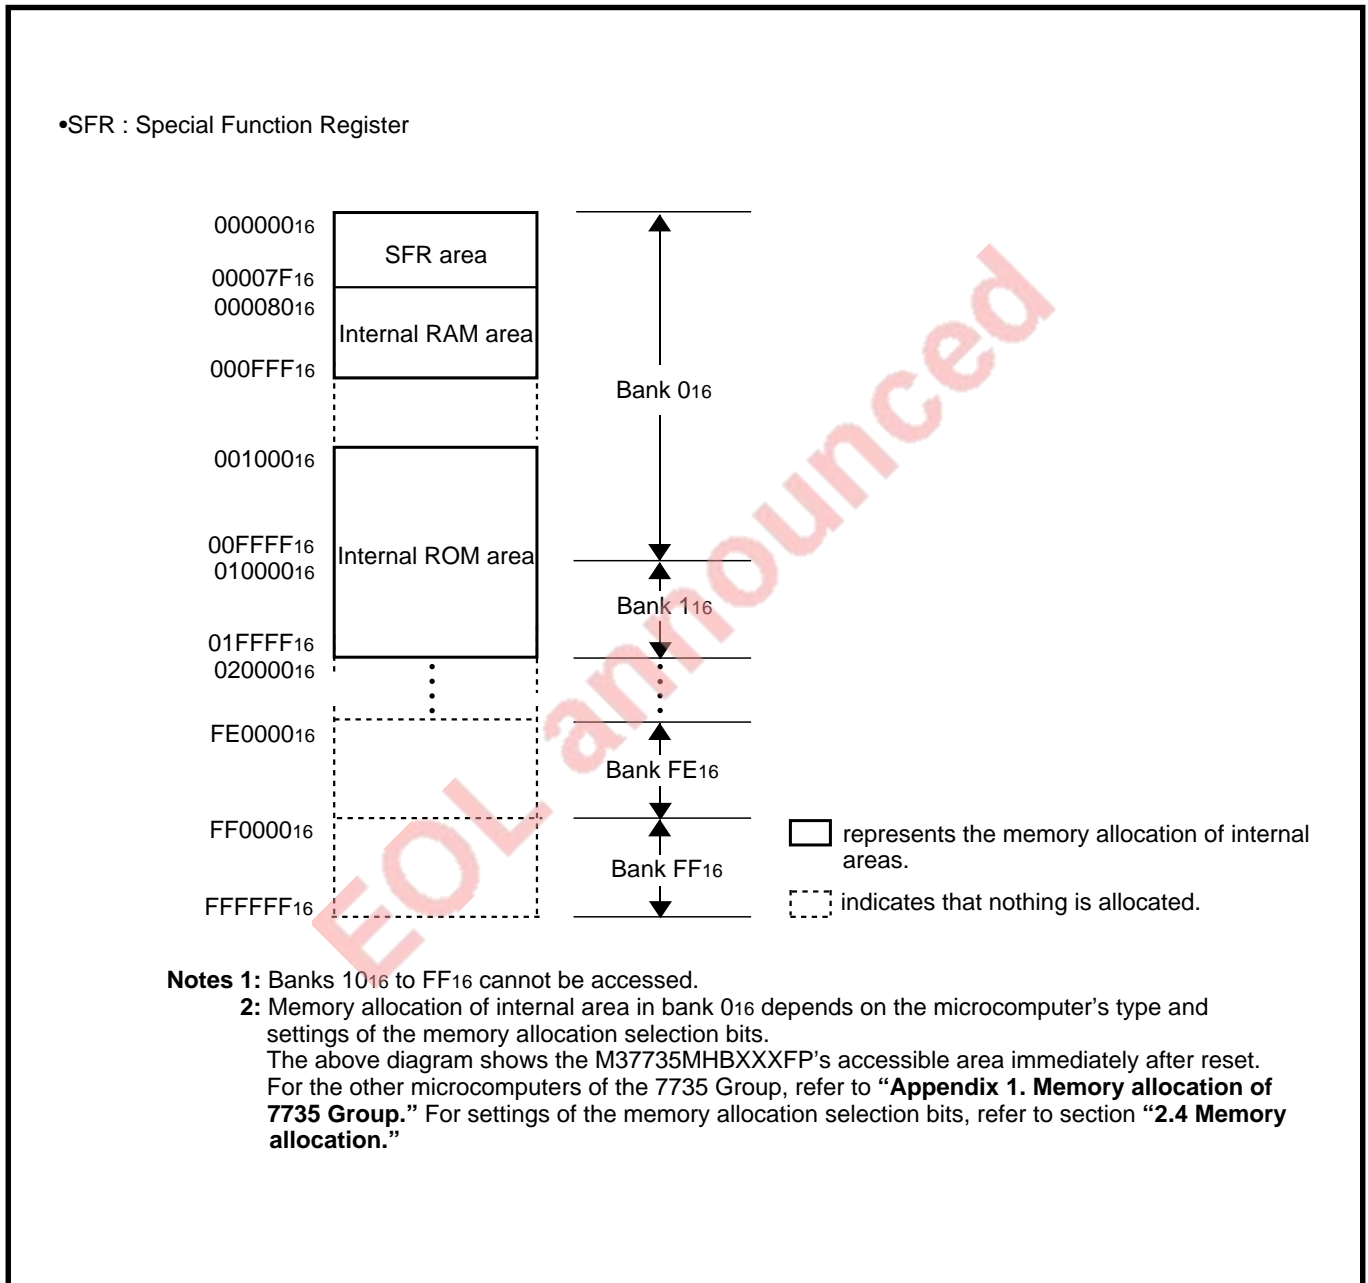 •SFR : Special Function Register
000000₁₆
SFR area
00007F₁₆
000080₁₆
Internal RAM area
000FFF₁₆
Bank 0₁₆
001000₁₆
00FFFF₁₆
Internal ROM area
010000₁₆
Bank 1₁₆
01FFFF₁₆
020000₁₆
FE0000₁₆
Bank FE₁₆
FF0000₁₆
Bank FF₁₆
FFFFFF₁₆
represents the memory allocation of internal
areas.
indicates that nothing is allocated.
EOL announced
Notes 1: Banks 10₁₆ to FF₁₆ cannot be accessed.
2: Memory allocation of internal area in bank 0₁₆ depends on the microcomputer's type and
settings of the memory allocation selection bits.
The above diagram shows the M37735MHBXXXFP's accessible area immediately after reset.
For the other microcomputers of the 7735 Group, refer to “Appendix 1. Memory allocation of
7735 Group.” For settings of the memory allocation selection bits, refer to section “2.4 Memory
allocation.”